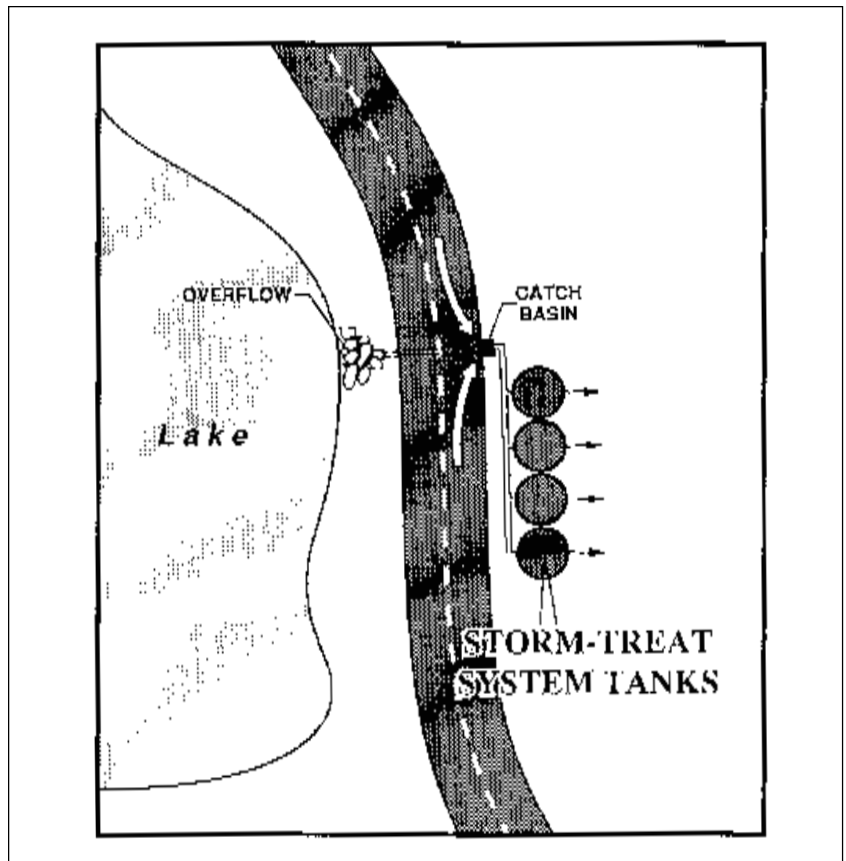 OVERFLOW
CATCH
BASIN
Lake
STORM-TREAT
SYSTEM TANKS